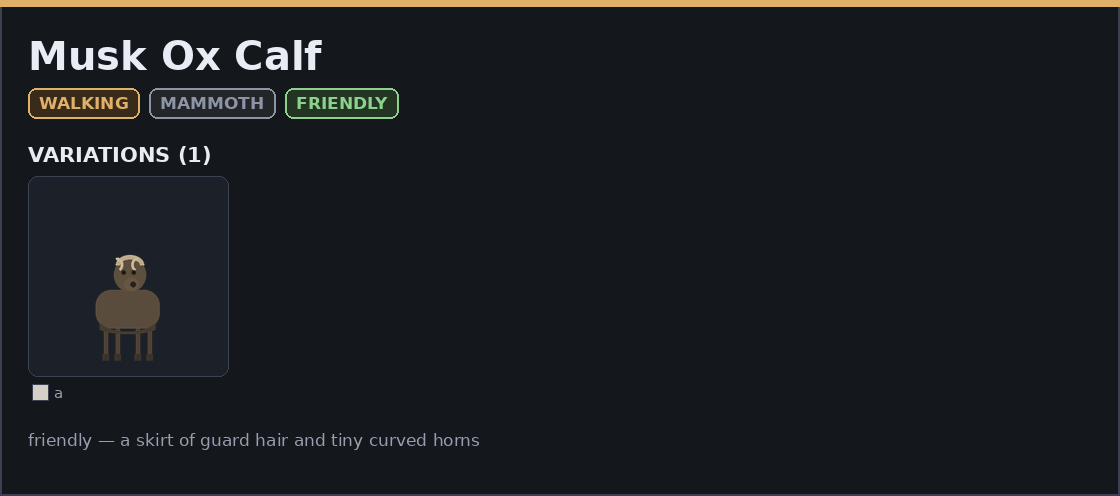 Musk Ox Calf
WALKING MAMMOTH FRIENDLY
VARIATIONS (1)
a
friendly — a skirt of guard hair and tiny curved horns